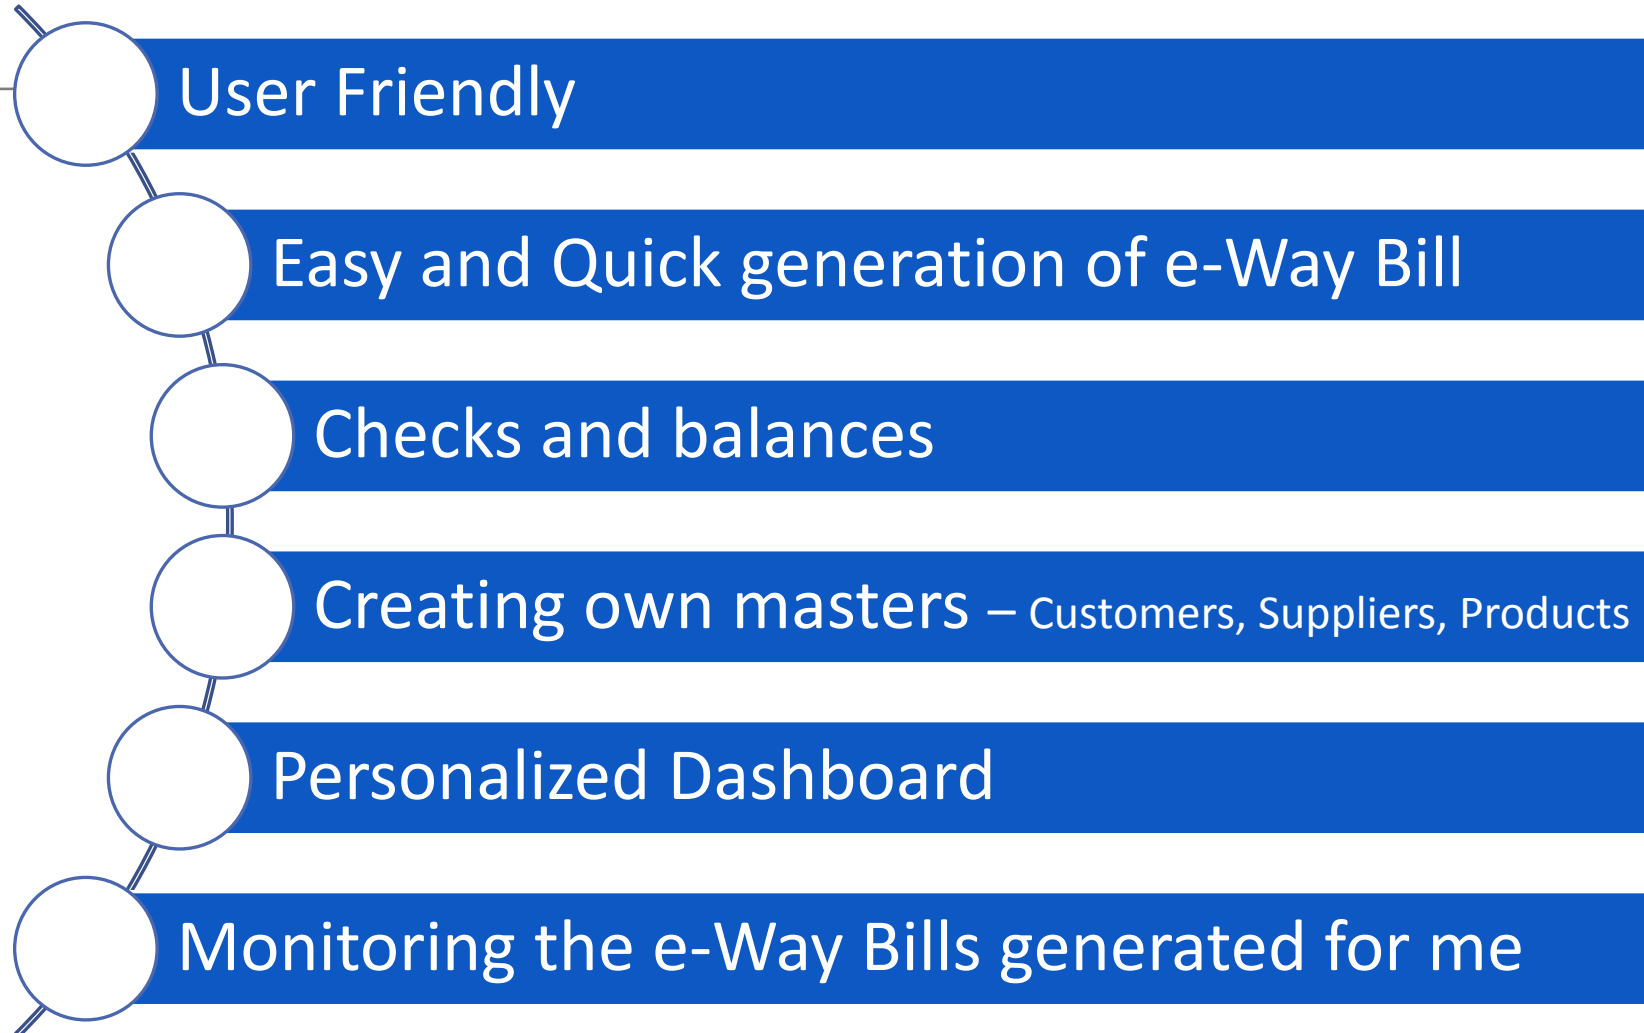 User Friendly
Easy and Quick generation of e-Way Bill
Checks and balances
Creating own masters – Customers, Suppliers, Products
Personalized Dashboard
Monitoring the e-Way Bills generated for me